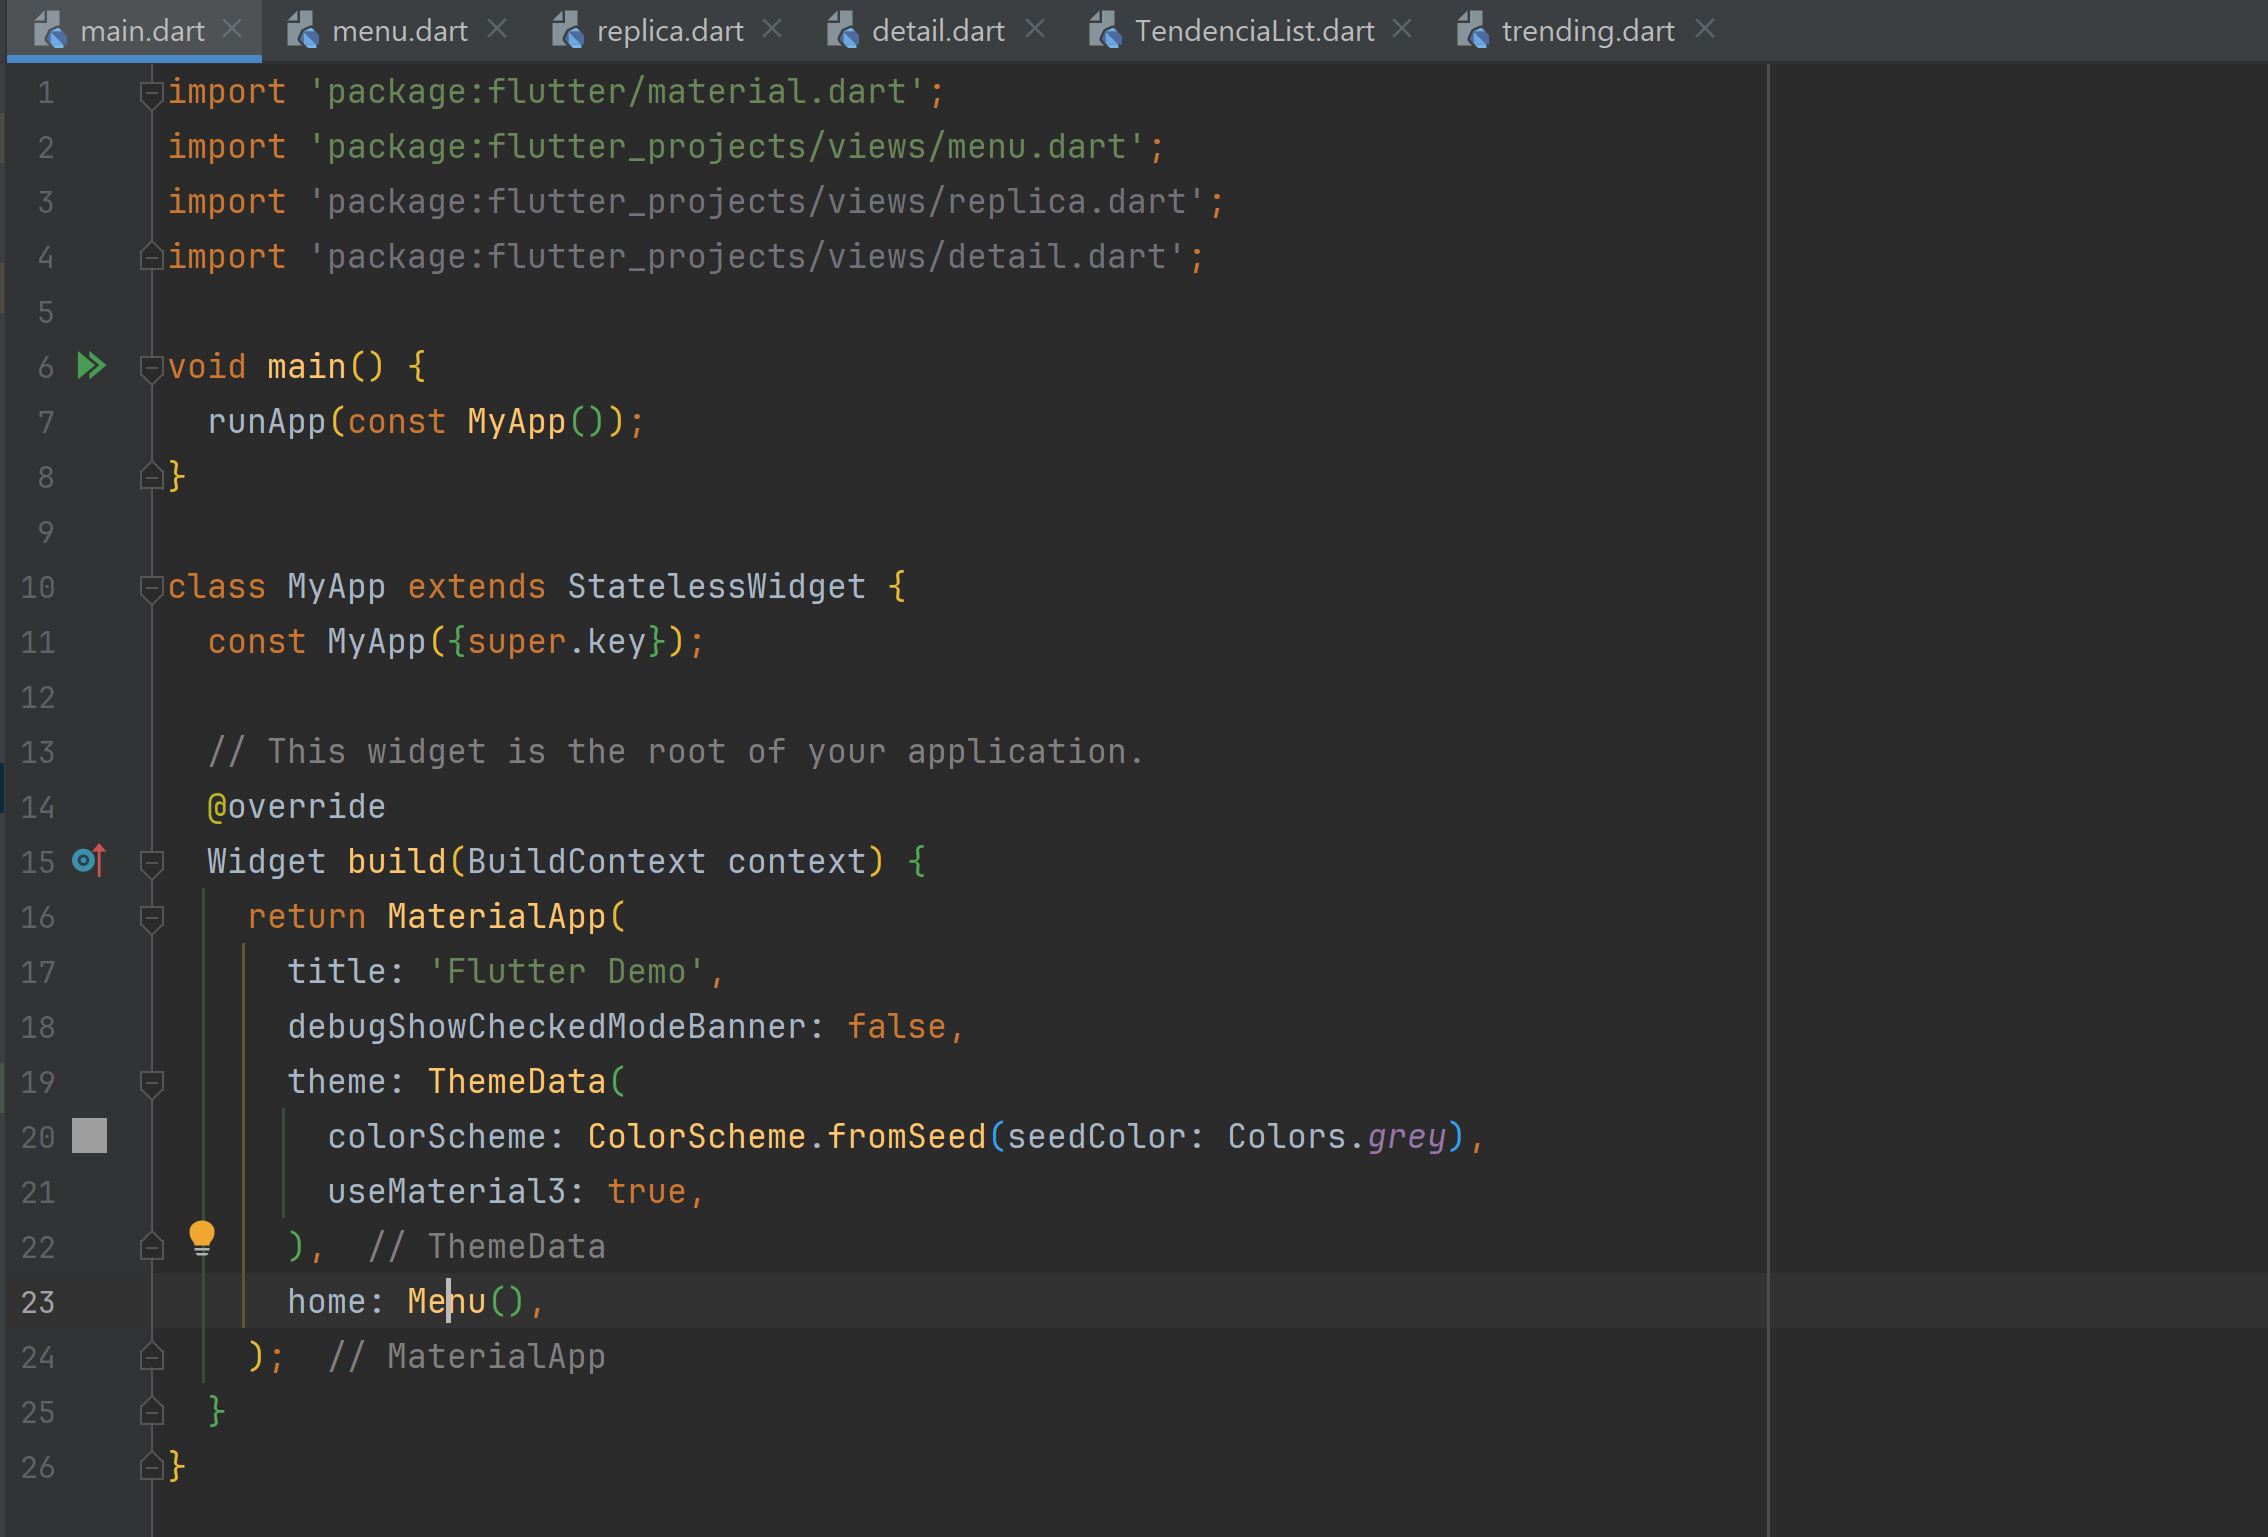 main.dart menu.dart replica.dart detail.dart TendenciaList.dart trending.dart
1 import 'package:flutter/material.dart';
2 import 'package:flutter_projects/views/menu.dart';
3 import 'package:flutter_projects/views/replica.dart';
4 import 'package:flutter_projects/views/detail.dart';
5
6 void main() {
7   runApp(const MyApp());
8 }
9
10 class MyApp extends StatelessWidget {
11   const MyApp({super.key});
12
13   // This widget is the root of your application.
14   @override
15   Widget build(BuildContext context) {
16     return MaterialApp(
17       title: 'Flutter Demo',
18       debugShowCheckedModeBanner: false,
19       theme: ThemeData(
20         colorScheme: ColorScheme.fromSeed(seedColor: Colors.grey),
21         useMaterial3: true,
22       ),  // ThemeData
23       home: Menu(),
24     );  // MaterialApp
25   }
26 }